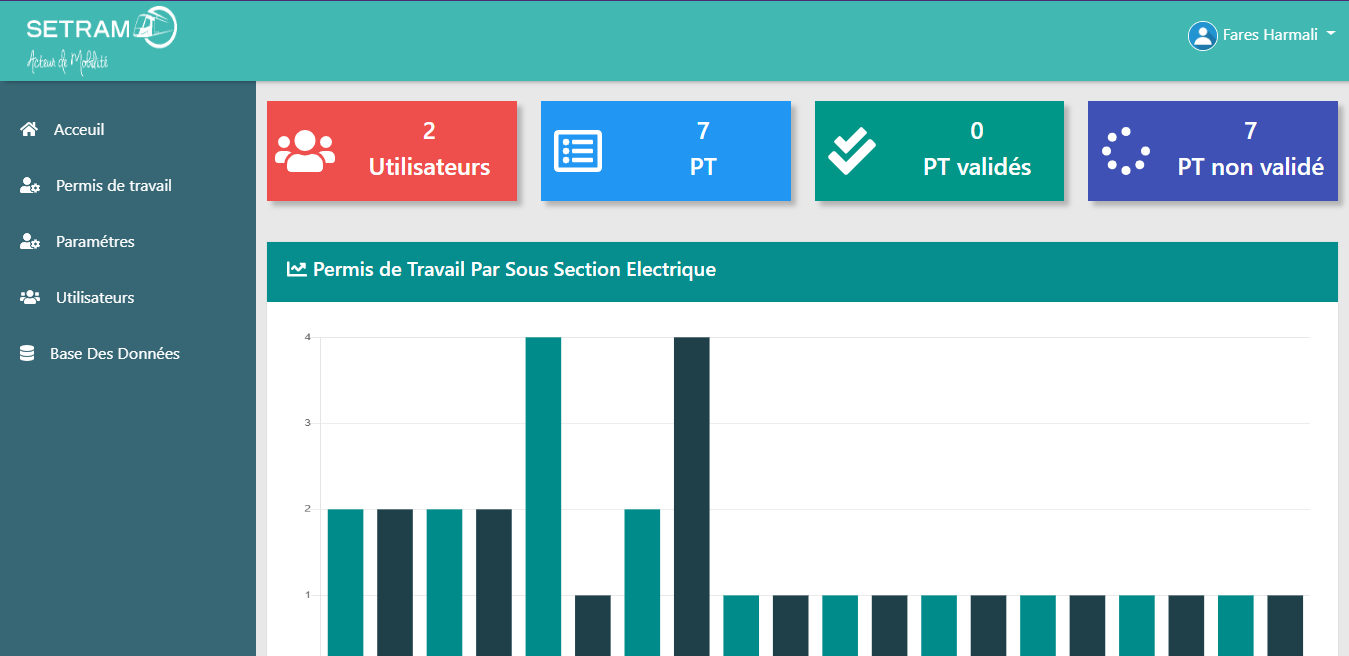 SETRAM
Acteur de Mobilité
Fares Harmali
Acceuil
Permis de travail
Paramétres
Utilisateurs
Base Des Données
2
Utilisateurs
7
PT
0
PT validés
7
PT non validé
Permis de Travail Par Sous Section Electrique
4
3
2
1